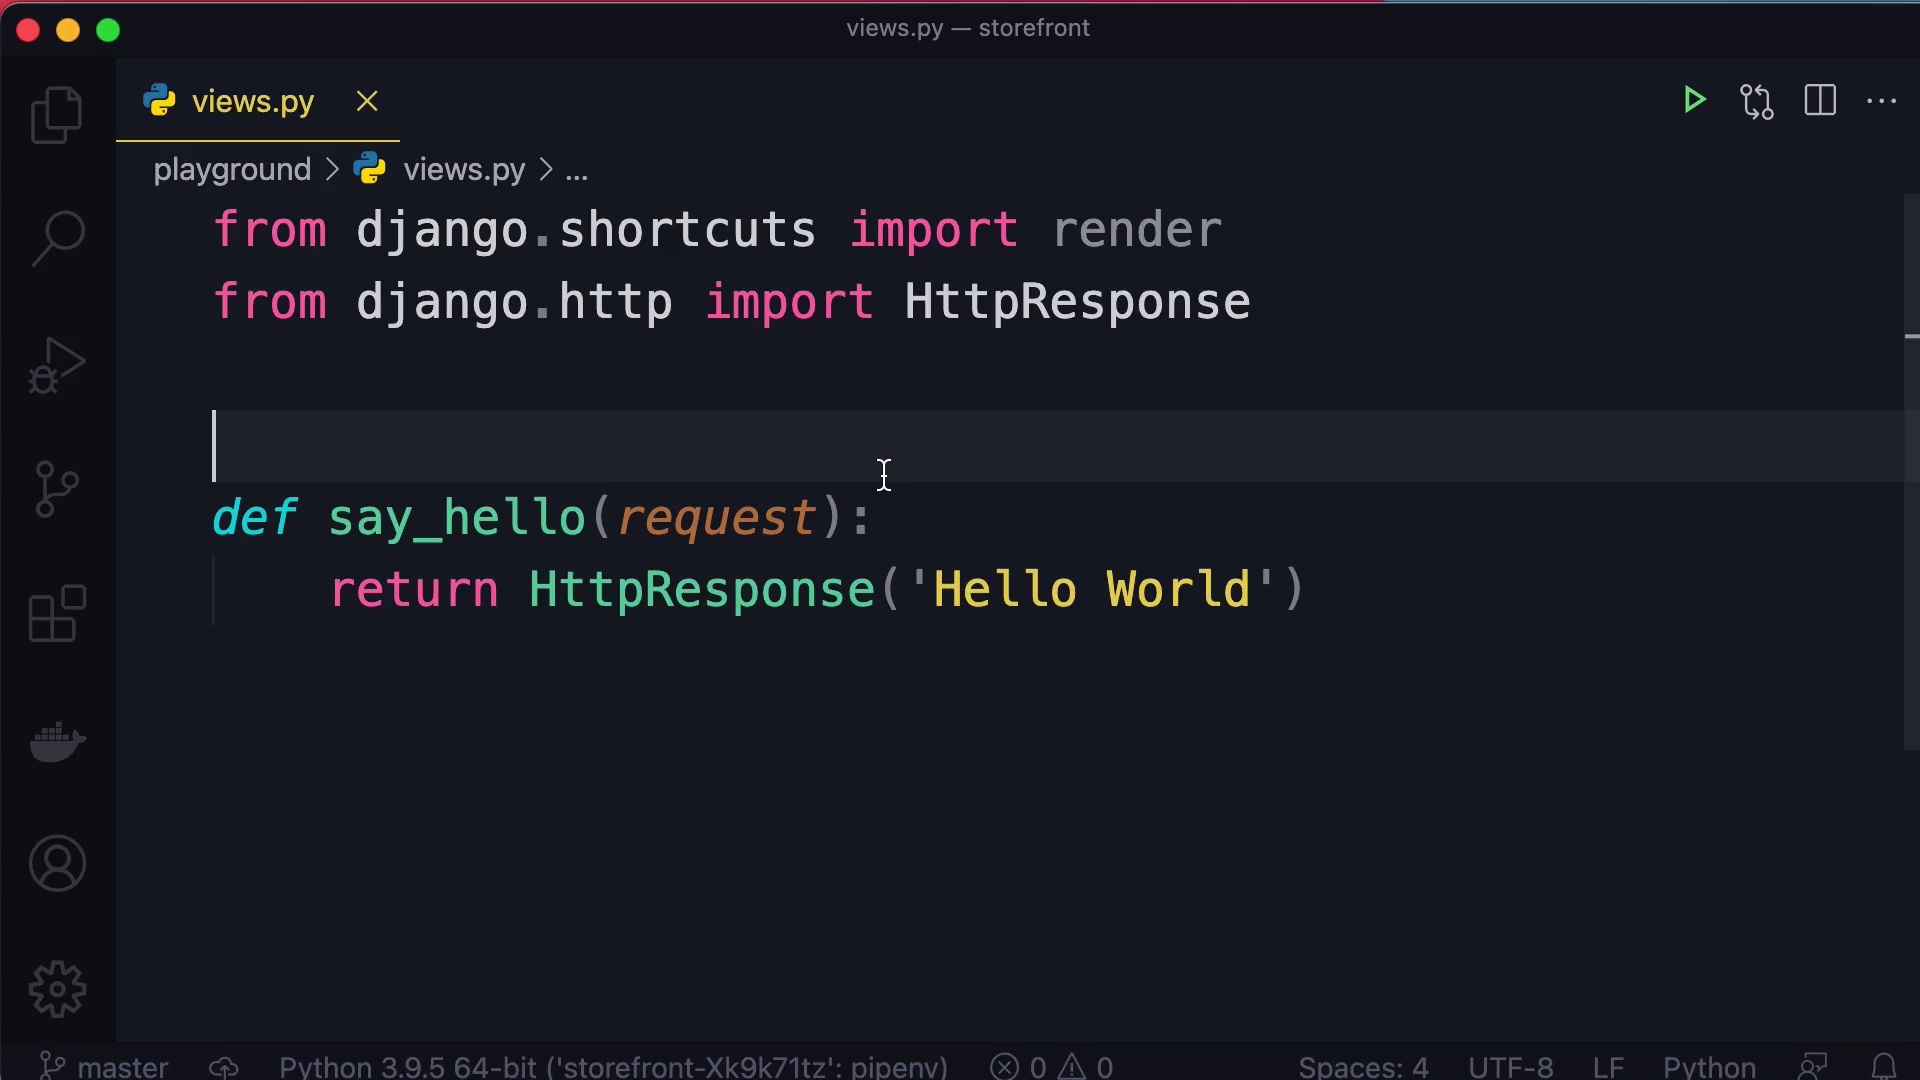 views.py — storefront
views.py
playground > views.py > ...
from django.shortcuts import render
from django.http import HttpResponse
def say_hello(request):
    return HttpResponse('Hello World')
master Python 3.9.5 64-bit ('storefront-Xk9k71tz': pipenv) 0 0 Spaces: 4 UTF-8 LF Python